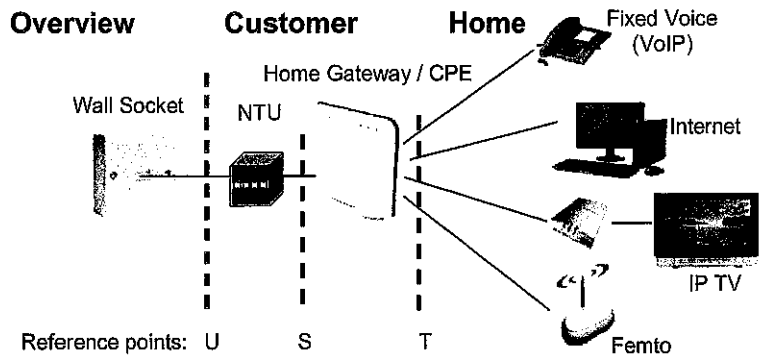 Overview Customer Home
Fixed Voice
(VoIP)
Home Gateway / CPE
Wall Socket
NTU
Internet
IP TV
Reference points: U S T
Femto